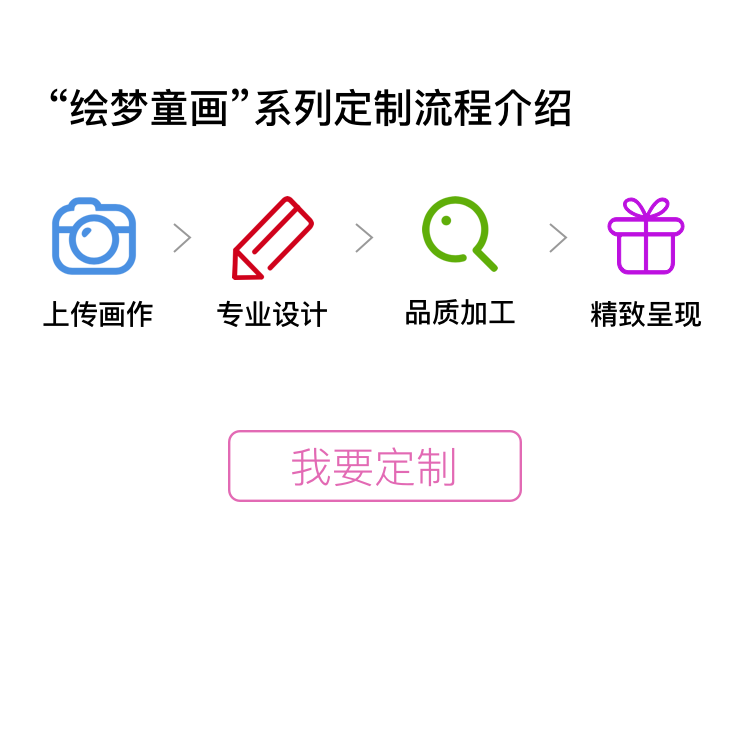 “绘梦童画”系列定制流程介绍
上传画作
专业设计
品质加工
精致呈现
我要定制